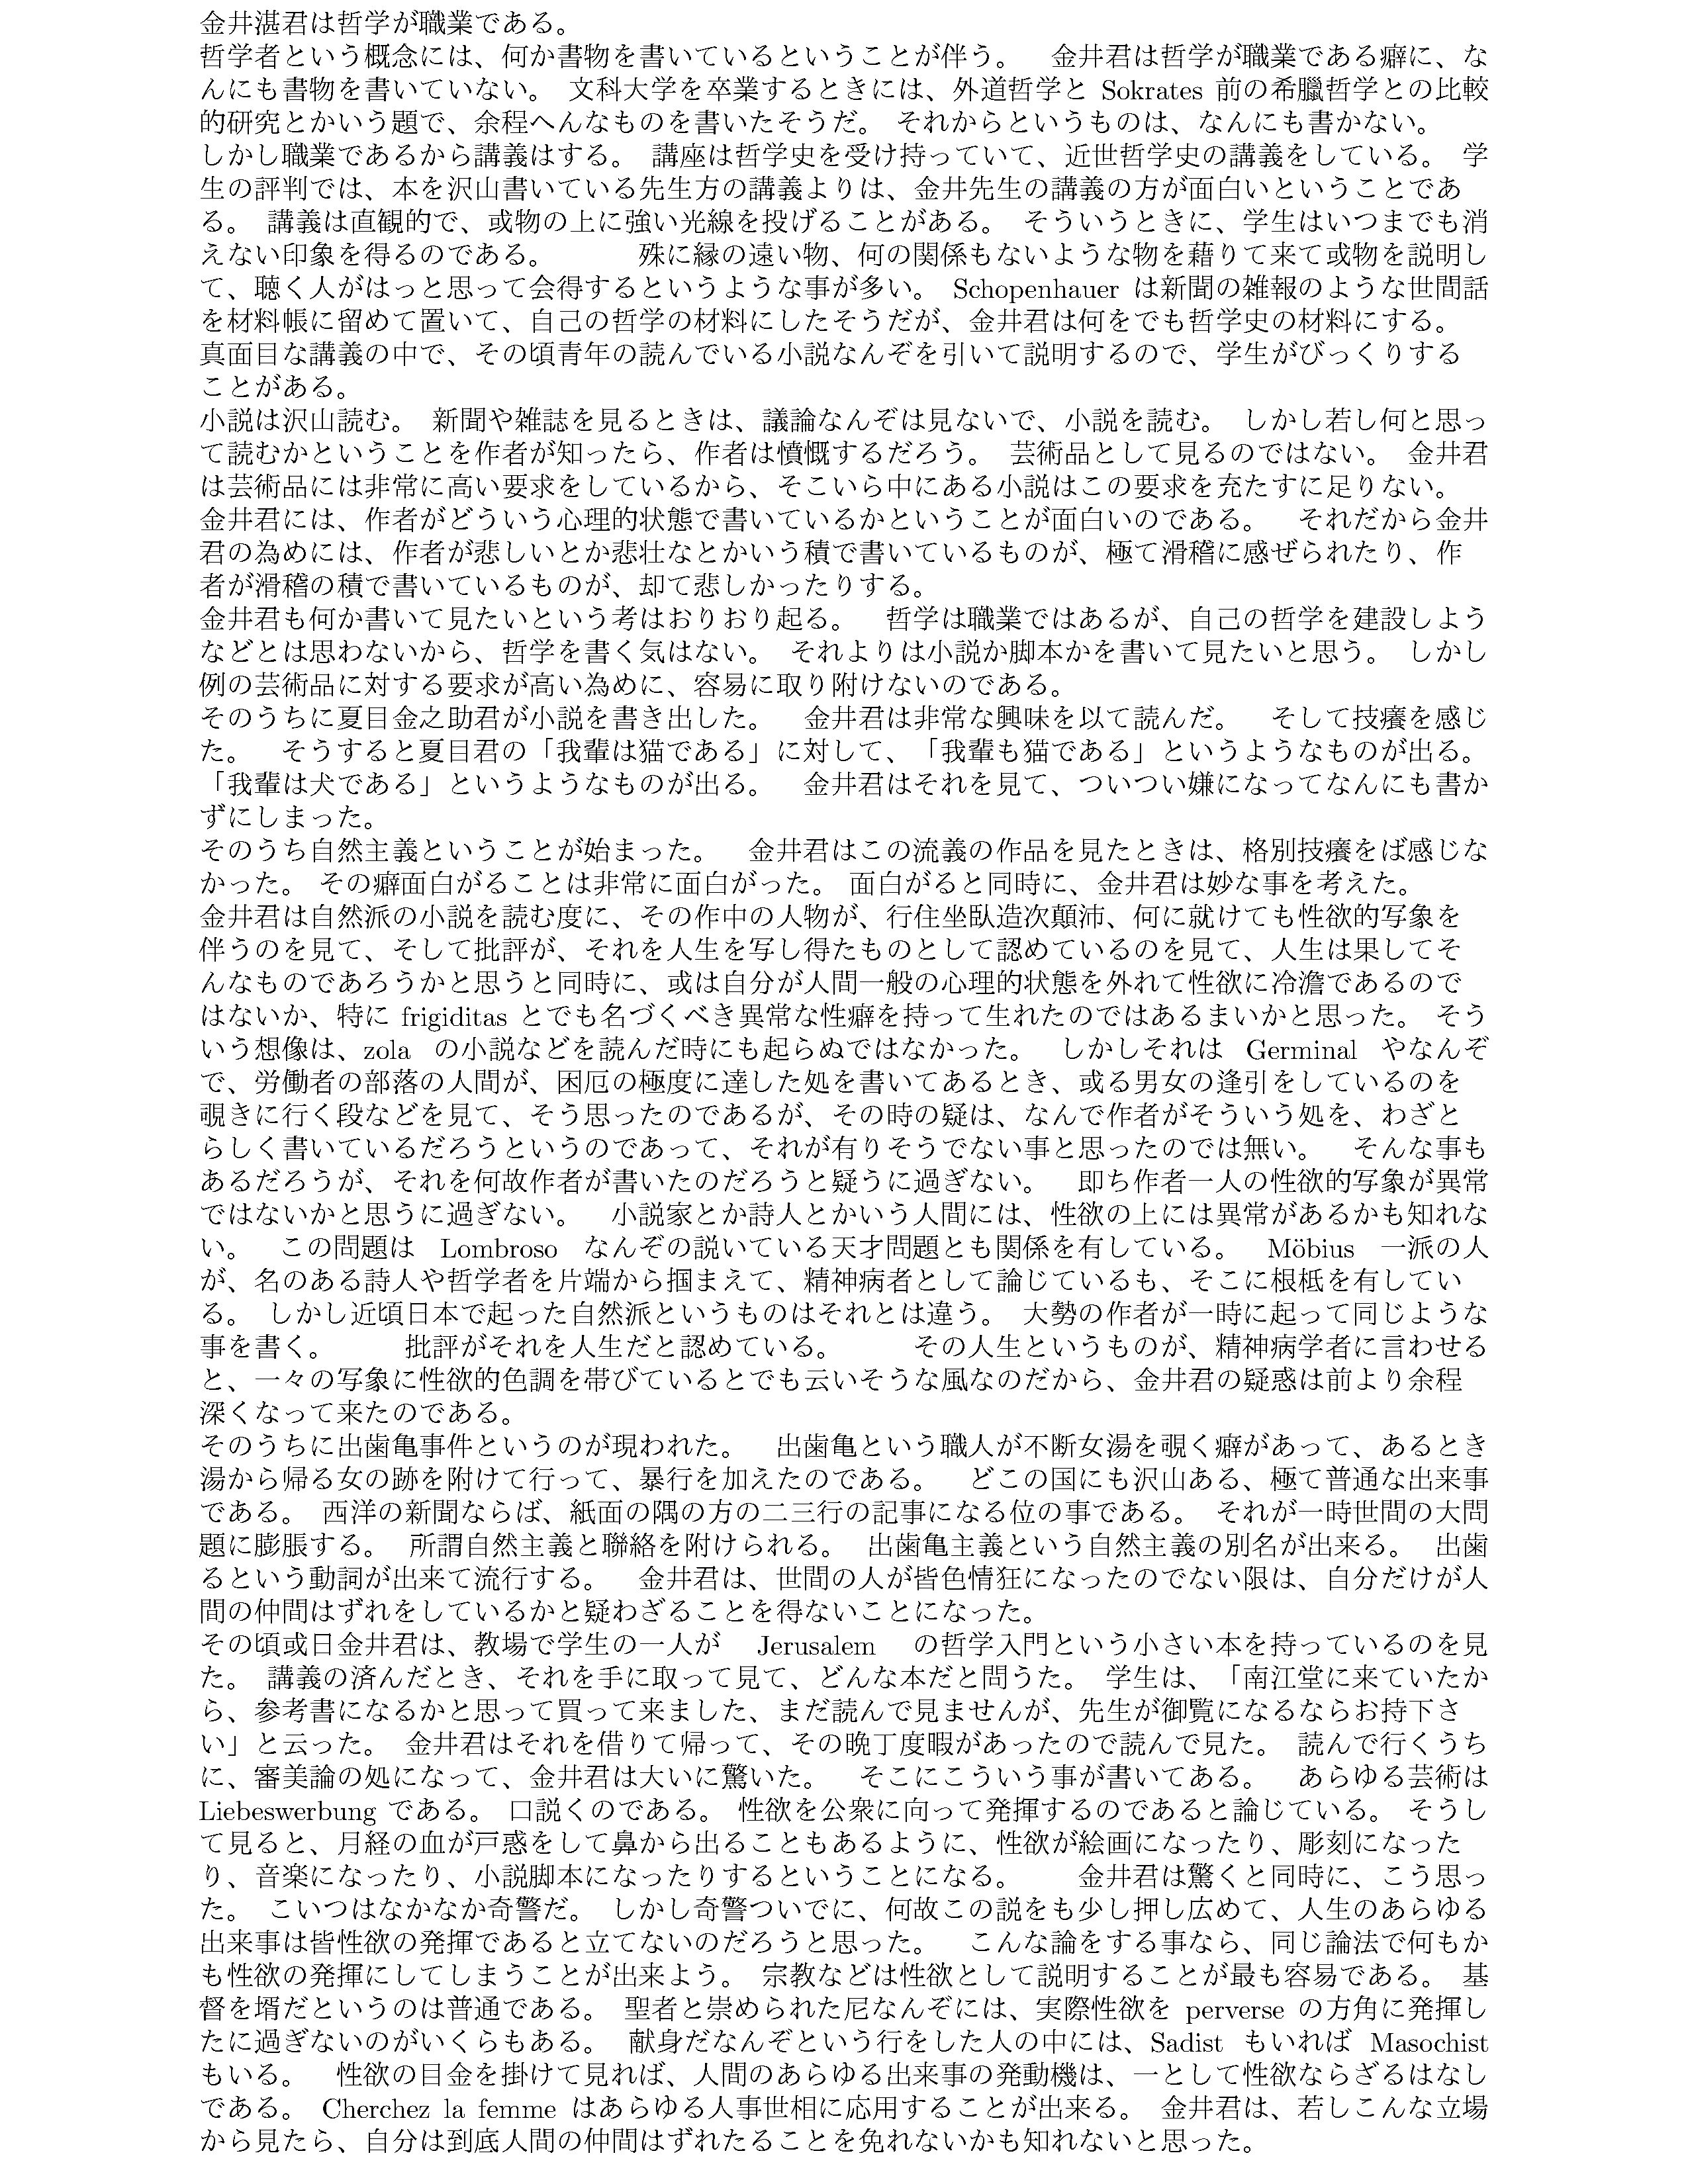 金井湛君は哲学が職業である。
哲学者という概念には、何か書物を書いているということが伴う。 金井君は哲学が職業である癖に、な
んにも書物を書いていない。 文科大学を卒業するときには、外道哲学と Sokrates 前の希臘哲学との比較
的研究とかいう題で、余程へんなものを書いたそうだ。 それからというものは、なんにも書かない。
しかし職業であるから講義はする。 講座は哲学史を受け持っていて、近世哲学史の講義をしている。 学
生の評判では、本を沢山書いている先生方の講義よりは、金井先生の講義の方が面白いということであ
る。 講義は直観的で、或物の上に強い光線を投げることがある。 そういうときに、学生はいつまでも消
えない印象を得るのである。 殊に縁の遠い物、何の関係もないような物を藉りて来て或物を説明し
て、聴く人がはっと思って会得するというような事が多い。 Schopenhauer は新聞の雑報のような世間話
を材料帳に留めて置いて、自己の哲学の材料にしたそうだが、金井君は何をでも哲学史の材料にする。
真面目な講義の中で、その頃青年の読んでいる小説なんぞを引いて説明するので、学生がびっくりする
ことがある。
小説は沢山読む。 新聞や雑誌を見るときは、議論なんぞは見ないで、小説を読む。 しかし若し何と思っ
て読むかということを作者が知ったら、作者は憤慨するだろう。 芸術品として見るのではない。 金井君
は芸術品には非常に高い要求をしているから、そこいら中にある小説はこの要求を充たすに足りない。
金井君には、作者がどういう心理的状態で書いているかということが面白いのである。 それだから金井
君の為めには、作者が悲しいとか悲壮なとかいう積で書いているものが、極て滑稽に感ぜられたり、作
者が滑稽の積で書いているものが、却て悲しかったりする。
金井君も何か書いて見たいという考はおりおり起る。 哲学は職業ではあるが、自己の哲学を建設しよう
などとは思わないから、哲学を書く気はない。 それよりは小説か脚本かを書いて見たいと思う。 しかし
例の芸術品に対する要求が高い為めに、容易に取り附けないのである。
そのうちに夏目金之助君が小説を書き出した。 金井君は非常な興味を以て読んだ。 そして技癢を感じ
た。 そうすると夏目君の「我輩は猫である」に対して、「我輩も猫である」というようなものが出る。
「我輩は犬である」というようなものが出る。 金井君はそれを見て、ついつい嫌になってなんにも書か
ずにしまった。
そのうち自然主義ということが始まった。 金井君はこの流義の作品を見たときは、格別技癢をば感じな
かった。 その癖面白がることは非常に面白がった。 面白がると同時に、金井君は妙な事を考えた。
金井君は自然派の小説を読む度に、その作中の人物が、行住坐臥造次顛沛、何に就けても性欲的写象を
伴うのを見て、そして批評が、それを人生を写し得たものとして認めているのを見て、人生は果してそ
んなものであろうかと思うと同時に、或は自分が人間一般の心理的状態を外れて性欲に冷澹であるので
はないか、特に frigiditas とでも名づくべき異常な性癖を持って生れたのではあるまいかと思った。 そう
いう想像は、zola の小説などを読んだ時にも起らぬではなかった。 しかしそれは Germinal やなんぞ
で、労働者の部落の人間が、困厄の極度に達した処を書いてあるとき、或る男女の逢引をしているのを
覗きに行く段などを見て、そう思ったのであるが、その時の疑は、なんで作者がそういう処を、わざと
らしく書いているだろうというのであって、それが有りそうでない事と思ったのでは無い。 そんな事も
あるだろうが、それを何故作者が書いたのだろうと疑うに過ぎない。 即ち作者一人の性欲的写象が異常
ではないかと思うに過ぎない。 小説家とか詩人とかいう人間には、性欲の上には異常があるかも知れな
い。 この問題は Lombroso なんぞの説いている天才問題とも関係を有している。 Möbius 一派の人
が、名のある詩人や哲学者を片端から掴まえて、精神病者として論じているも、そこに根柢を有してい
る。 しかし近頃日本で起った自然派というものはそれとは違う。 大勢の作者が一時に起って同じような
事を書く。 批評がそれを人生だと認めている。 その人生というものが、精神病学者に言わせる
と、一々の写象に性欲的色調を帯びているとでも云いそうな風なのだから、金井君の疑惑は前より余程
深くなって来たのである。
そのうちに出歯亀事件というのが現われた。 出歯亀という職人が不断女湯を覗く癖があって、あるとき
湯から帰る女の跡を附けて行って、暴行を加えたのである。 どこの国にも沢山ある、極て普通な出来事
である。 西洋の新聞ならば、紙面の隅の方の二三行の記事になる位の事である。 それが一時世間の大問
題に膨脹する。 所謂自然主義と聯絡を附けられる。 出歯亀主義という自然主義の別名が出来る。 出歯
るという動詞が出来て流行する。 金井君は、世間の人が皆色情狂になったのでない限は、自分だけが人
間の仲間はずれをしているかと疑わざることを得ないことになった。
その頃或日金井君は、教場で学生の一人が Jerusalem の哲学入門という小さい本を持っているのを見
た。 講義の済んだとき、それを手に取って見て、どんな本だと問うた。 学生は、「南江堂に来ていたか
ら、参考書になるかと思って買って来ました、まだ読んで見ませんが、先生が御覧になるならお持下さ
い」と云った。 金井君はそれを借りて帰って、その晩丁度暇があったので読んで見た。 読んで行くうち
に、審美論の処になって、金井君は大いに驚いた。 そこにこういう事が書いてある。 あらゆる芸術は
Liebeswerbung である。 口説くのである。 性欲を公衆に向って発揮するのであると論じている。 そうし
て見ると、月経の血が戸惑をして鼻から出ることもあるように、性欲が絵画になったり、彫刻になった
り、音楽になったり、小説脚本になったりするということになる。 金井君は驚くと同時に、こう思っ
た。 こいつはなかなか奇警だ。 しかし奇警ついでに、何故この説をも少し押し広めて、人生のあらゆる
出来事は皆性欲の発揮であると立てないのだろうと思った。 こんな論をする事なら、同じ論法で何もか
も性欲の発揮にしてしまうことが出来よう。 宗教などは性欲として説明することが最も容易である。 基
督を壻だというのは普通である。 聖者と崇められた尼なんぞには、実際性欲を perverse の方角に発揮し
たに過ぎないのがいくらもある。 献身だなんぞという行をした人の中には、Sadist もいれば Masochist
もいる。 性欲の目金を掛けて見れば、人間のあらゆる出来事の発動機は、一として性欲ならざるはなし
である。 Cherchez la femme はあらゆる人事世相に応用することが出来る。 金井君は、若しこんな立場
から見たら、自分は到底人間の仲間はずれたることを免れないかも知れないと思った。